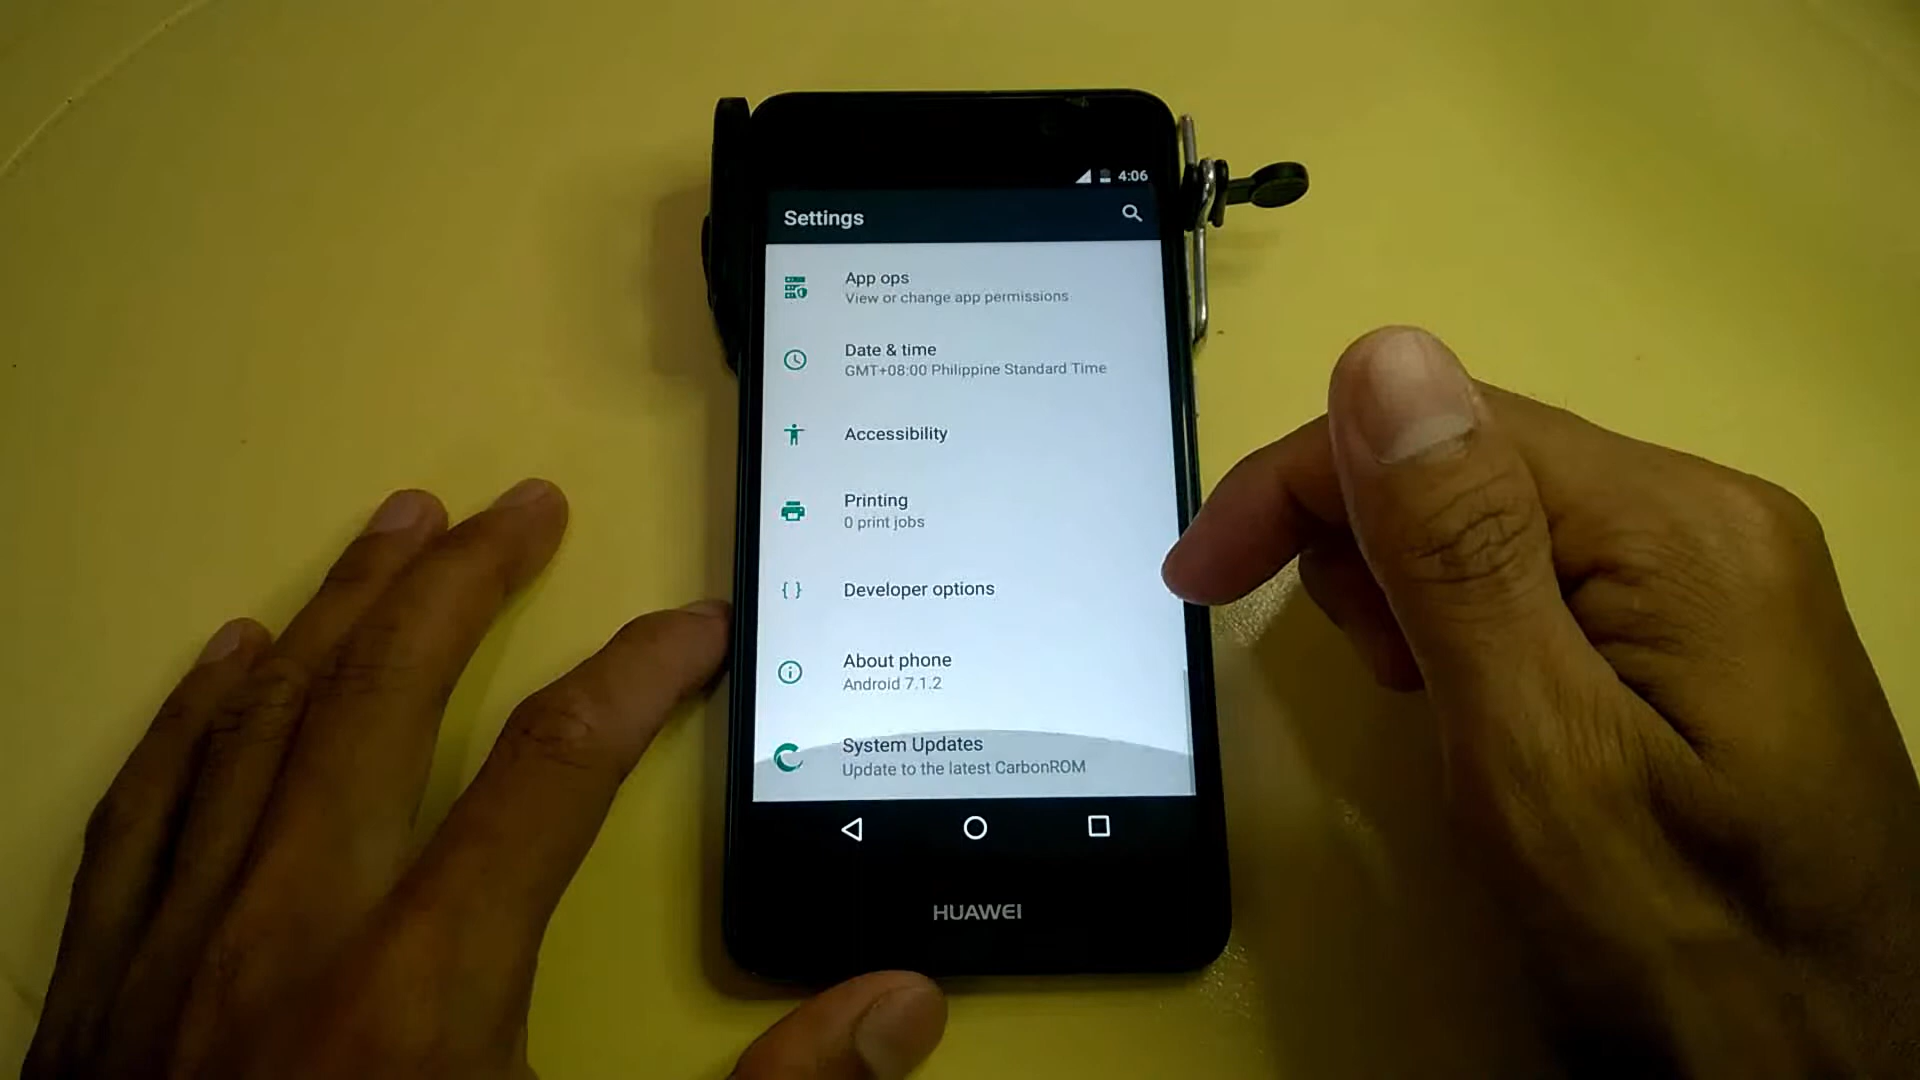 4:06
Settings
App ops
View or change app permissions
Date & time
GMT+08:00 Philippine Standard Time
Accessibility
Printing
0 print jobs
Developer options
About phone
Android 7.1.2
System Updates
Update to the latest CarbonROM
HUAWEI